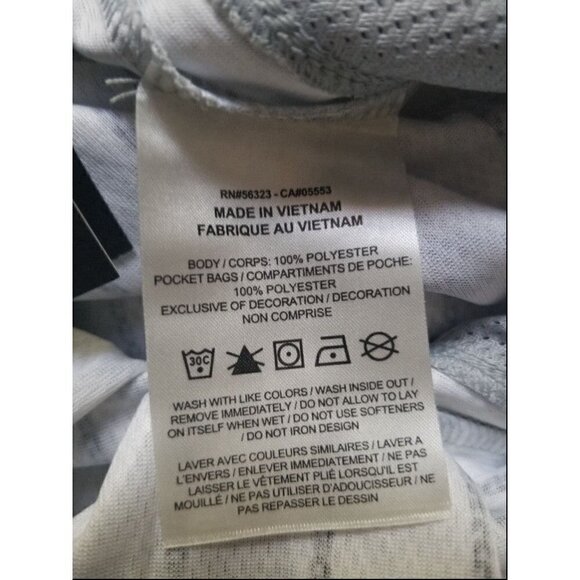 RN#56323 - CA#05553
MADE IN VIETNAM
FABRIQUE AU VIETNAM
BODY / CORPS: 100% POLYESTER
POCKET BAGS / COMPARTIMENTS DE POCHE:
100% POLYESTER
EXCLUSIVE OF DECORATION / DECORATION
NON COMPRISE
30C
WASH WITH LIKE COLORS / WASH INSIDE OUT /
REMOVE IMMEDIATELY / DO NOT ALLOW TO LAY
ON ITSELF WHEN WET / DO NOT USE SOFTENERS
/ DO NOT IRON DESIGN
LAVER AVEC COULEURS SIMILAIRES / LAVER A
L'ENVERS / ENLEVER IMMÉDIATEMENT / NE PAS
LAISSER LE VÊTEMENT PLIÉ LORSQU'IL EST
MOUILLÉ / NE PAS UTILISER D'ADOUCISSEUR / NE
PAS REPASSER LE DESSIN